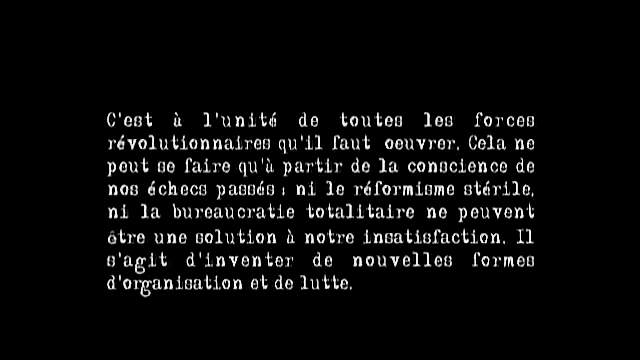 C'est à l'unité de toutes les forces
révolutionnaires qu'il faut oeuvrer. Cela ne
peut se faire qu'à partir de la conscience de
nos échecs passés : ni le réformisme stérile,
ni la bureaucratie totalitaire ne peuvent
être une solution à notre insatisfaction. Il
s'agit d'inventer de nouvelles formes
d'organisation et de lutte.